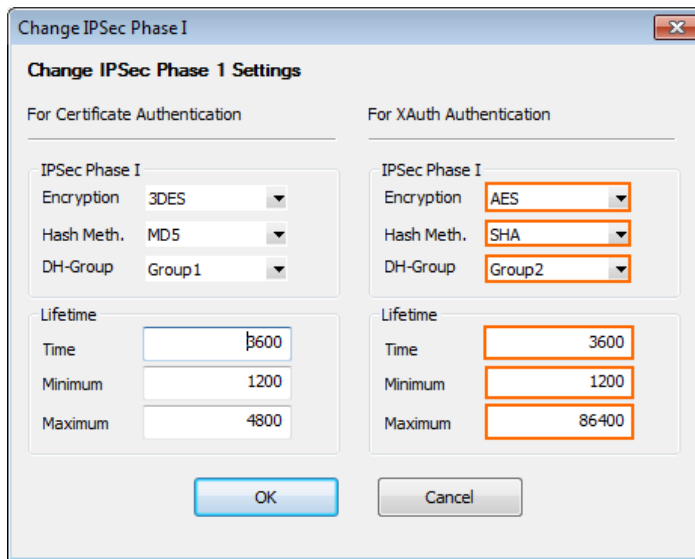 Change IPSec Phase I
Change IPSec Phase 1 Settings
For Certificate Authentication
IPSec Phase I
Encryption 3DES
Hash Meth. MD5
DH-Group Group1
Lifetime
Time 3600
Minimum 1200
Maximum 4800
For XAuth Authentication
IPSec Phase I
Encryption AES
Hash Meth. SHA
DH-Group Group2
Lifetime
Time 3600
Minimum 1200
Maximum 86400
OK
Cancel